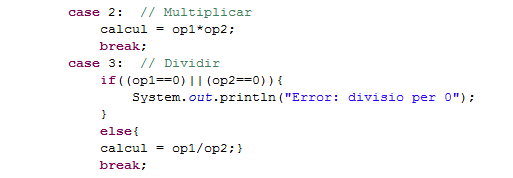 case 2:  // Multiplicar
    calcul = op1*op2;
    break;
case 3:  // Dividir
    if((op1==0)||(op2==0)){
        System.out.println("Error: divisio per 0");
    }
    else{
    calcul = op1/op2;}
    break;